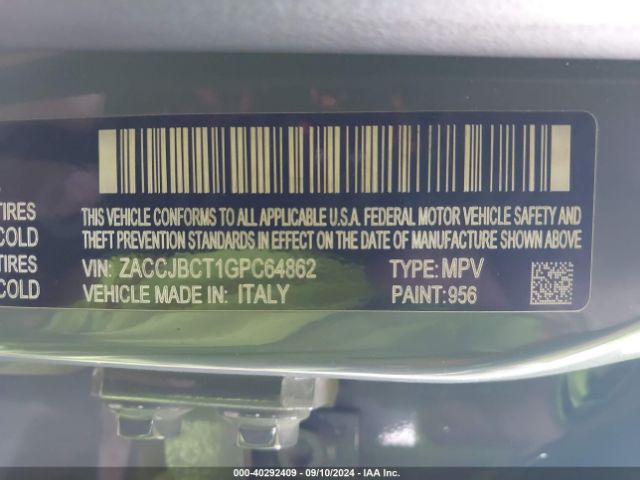 TIRES
COLD
TIRES
COLD
THIS VEHICLE CONFORMS TO ALL APPLICABLE U.S.A. FEDERAL MOTOR VEHICLE SAFETY AND
THEFT PREVENTION STANDARDS IN EFFECT ON THE DATE OF MANUFACTURE SHOWN ABOVE
VIN: ZACCJBCT1GPC64862 TYPE: MPV
VEHICLE MADE IN: ITALY PAINT: 956
000-40292409 - 09/10/2024 - IAA Inc.